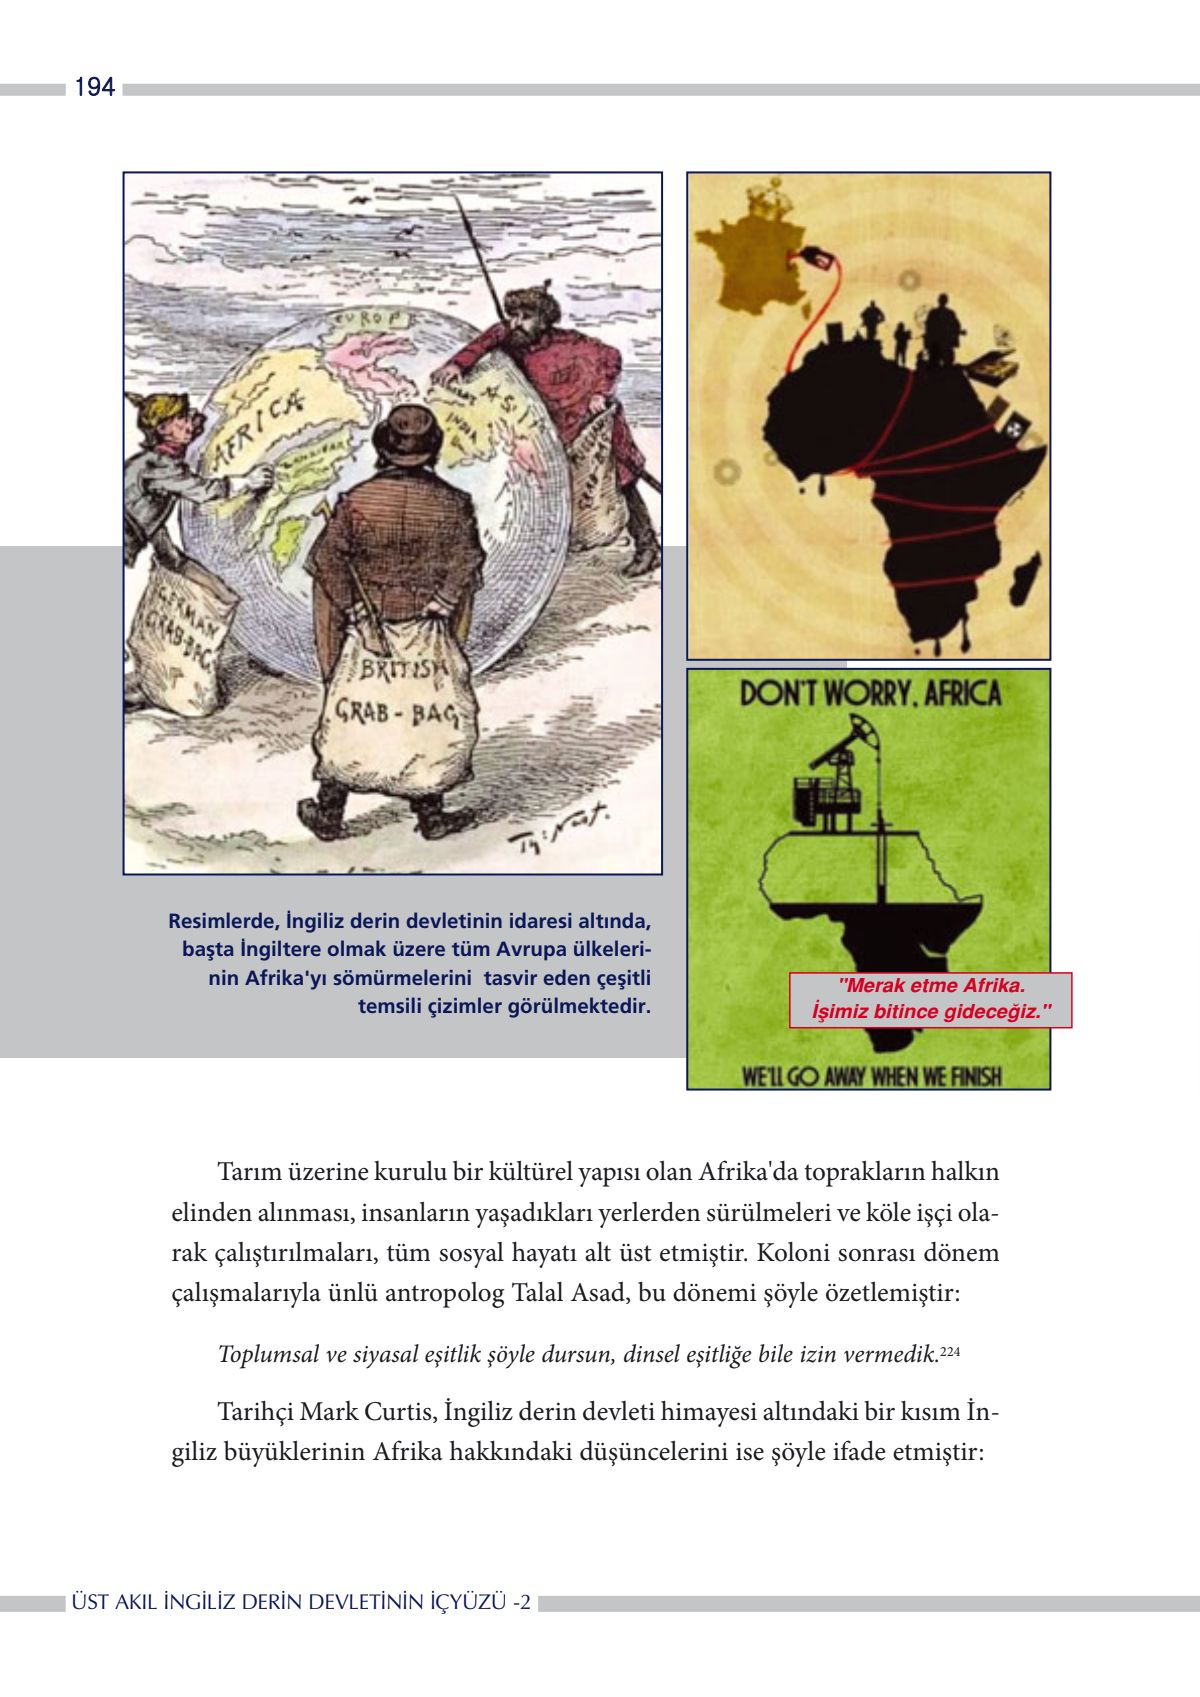 194
EUROPE
AFRICA
ASIA
INDIA
ZANZIBAR
GERMAN
GRAB-BAG
BRITISH
GRAB-BAG
Th: Nast.
DON'T WORRY, AFRICA
"Merak etme Afrika.
İşimiz bitince gideceğiz."
WE'LL GO AWAY WHEN WE FINISH
Resimlerde, İngiliz derin devletinin idaresi altında,
başta İngiltere olmak üzere tüm Avrupa ülkeleri-
nin Afrika'yı sömürmelerini tasvir eden çeşitli
temsili çizimler görülmektedir.
Tarım üzerine kurulu bir kültürel yapısı olan Afrika'da toprakların halkın
elinden alınması, insanların yaşadıkları yerlerden sürülmeleri ve köle işçi ola-
rak çalıştırılmaları, tüm sosyal hayatı alt üst etmiştir. Koloni sonrası dönem
çalışmalarıyla ünlü antropolog Talal Asad, bu dönemi şöyle özetlemiştir:
Toplumsal ve siyasal eşitlik şöyle dursun, dinsel eşitliğe bile izin vermedik.224
Tarihçi Mark Curtis, İngiliz derin devleti himayesi altındaki bir kısım İn-
giliz büyüklerinin Afrika hakkındaki düşüncelerini ise şöyle ifade etmiştir:
ÜST AKIL İNGİLİZ DERİN DEVLETİNİN İÇYÜZÜ -2